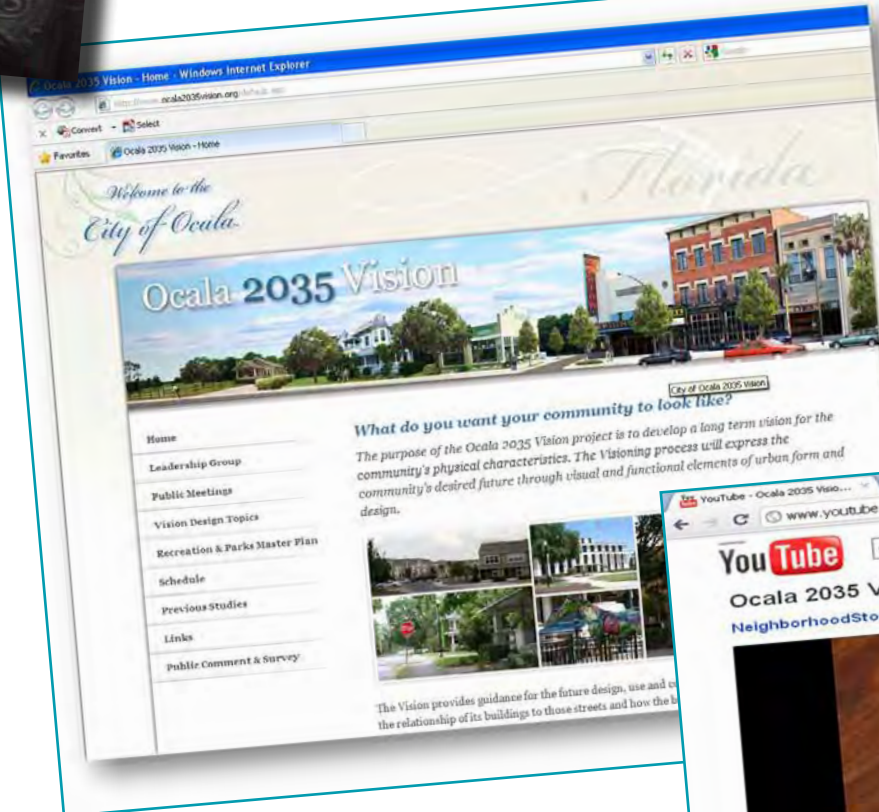 Ocala 2035 Vision - Home - Windows Internet Explorer
ocala2035vision.org
Convert Select
Favorites Ocala 2035 Vision - Home
Welcome to the
City of Ocala
Florida
Ocala 2035 Vision
City of Ocala 2035 Vision
Home
Leadership Group
Public Meetings
Vision Design Topics
Recreation & Parks Master Plan
Schedule
Previous Studies
Links
Public Comment & Survey
What do you want your community to look like?
The purpose of the Ocala 2035 Vision project is to develop a long term vision for the
community's physical characteristics. The Visioning process will express the
community's desired future through visual and functional elements of urban form and
design.
The Vision provides guidance for the future design, use and
the relationship of its buildings to those streets and how the
YouTube - Ocala 2035 Visio...
www.youtube
YouTube
Ocala 2035 V
NeighborhoodSto